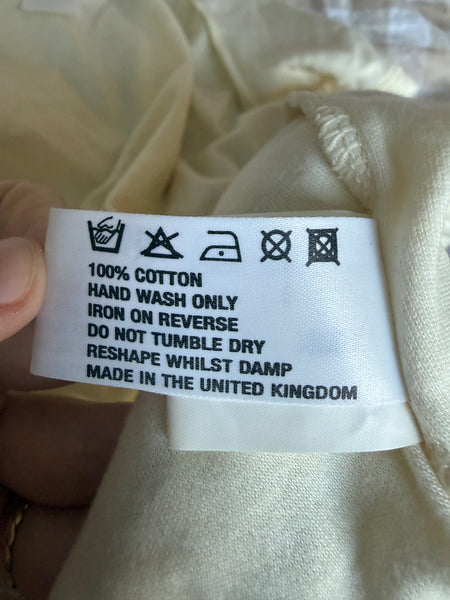 100% COTTON
HAND WASH ONLY
IRON ON REVERSE
DO NOT TUMBLE DRY
RESHAPE WHILST DAMP
MADE IN THE UNITED KINGDOM